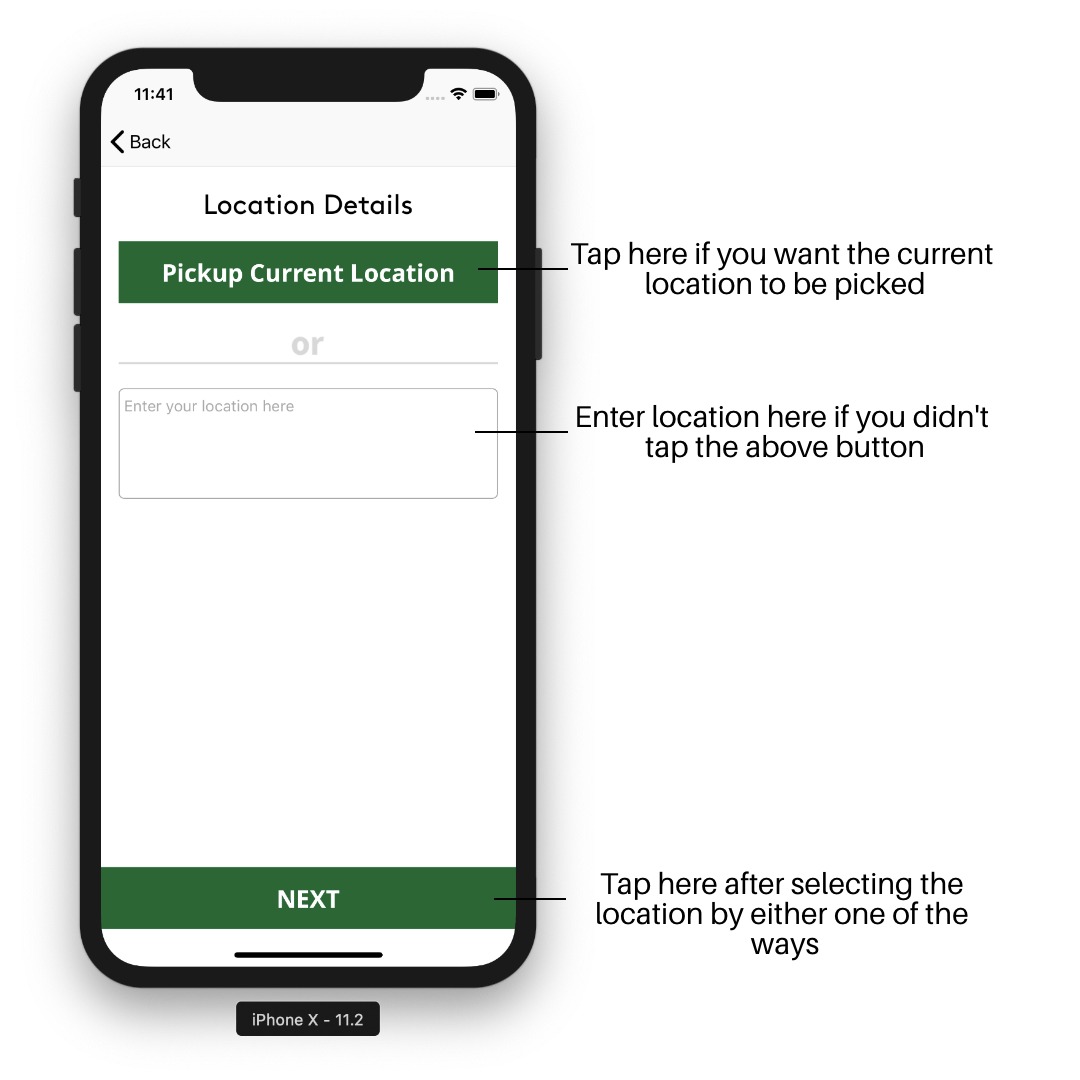 11:41
Back
Location Details
Pickup Current Location
Tap here if you want the current
location to be picked
or
Enter your location here
Enter location here if you didn't
tap the above button
NEXT
Tap here after selecting the
location by either one of the
ways
iPhone X - 11.2